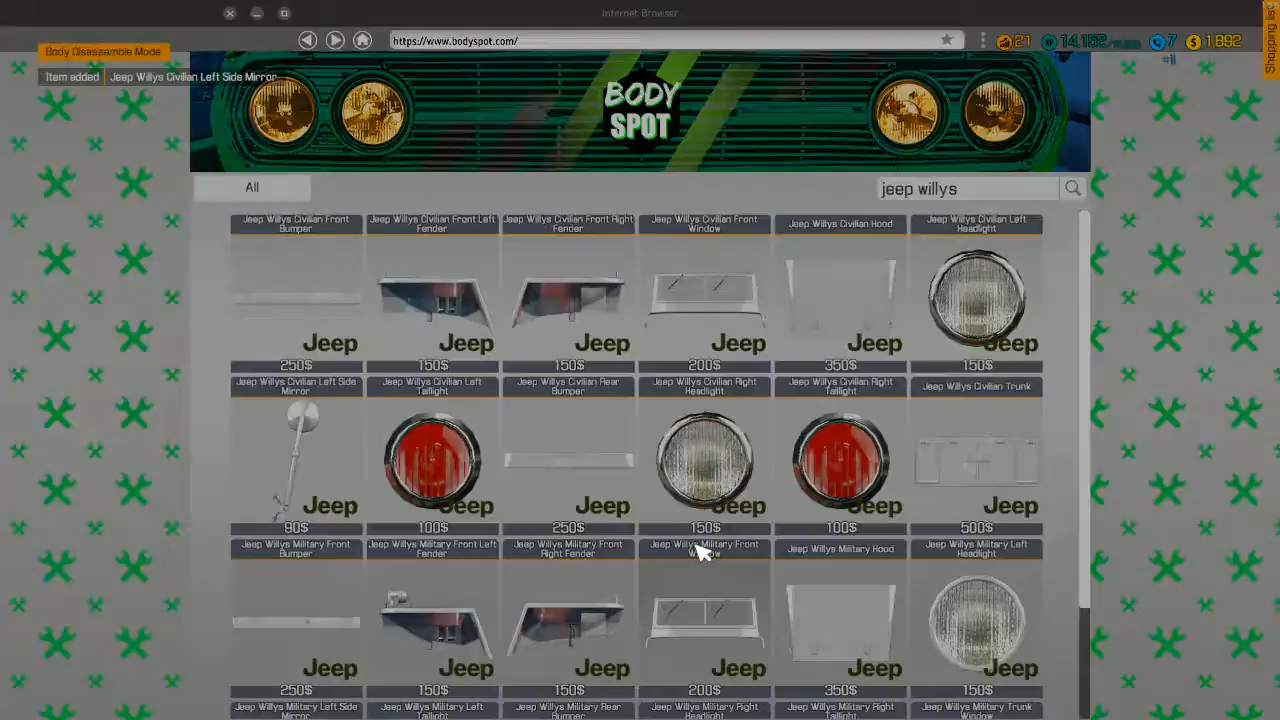 Internet Browser
https://www.bodyspot.com/
21
7
1,892
Shopping list
Body Disassemble Mode
Item added
Jeep Willys Civilian Left Side Mirror
BODY
SPOT
All
jeep willys
Jeep Willys Civilian Front
Bumper
Jeep Willys Civilian Front Left
Fender
Jeep Willys Civilian Front Right
Fender
Jeep Willys Civilian Front
Window
Jeep Willys Civilian Hood
Jeep Willys Civilian Left
Headlight
Jeep
Jeep
Jeep
Jeep
Jeep
Jeep
250$
150$
150$
200$
350$
150$
Jeep Willys Civilian Left Side
Mirror
Jeep Willys Civilian Left
Taillight
Jeep Willys Civilian Rear
Bumper
Jeep Willys Civilian Right
Headlight
Jeep Willys Civilian Right
Taillight
Jeep Willys Civilian Trunk
Jeep
Jeep
Jeep
Jeep
Jeep
Jeep
90$
100$
250$
150$
100$
500$
Jeep Willys Military Front
Bumper
Jeep Willys Military Front Left
Fender
Jeep Willys Military Front
Right Fender
Jeep Willys Military Front
Window
Jeep Willys Military Hood
Jeep Willys Military Left
Headlight
Jeep
Jeep
Jeep
Jeep
Jeep
Jeep
250$
150$
150$
200$
350$
150$
Jeep Willys Military Left Side
Mirror
Jeep Willys Military Left
Taillight
Jeep Willys Military Rear
Bumper
Jeep Willys Military Right
Headlight
Jeep Willys Military Right
Taillight
Jeep Willys Military Trunk
Window